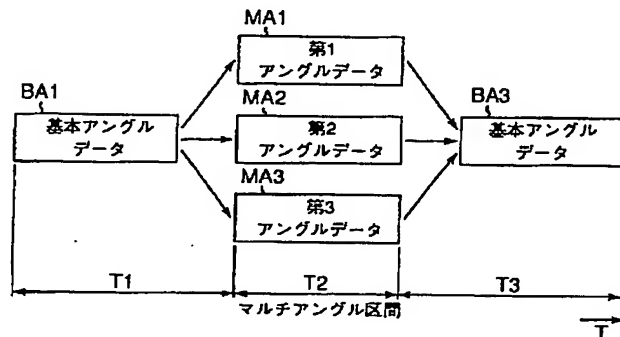 MA1
第1
アングルデータ
BA1
基本アングル
データ
MA2
第2
アングルデータ
BA3
基本アングル
データ
MA3
第3
アングルデータ
T1
T2
T3
マルチアングル区間
T